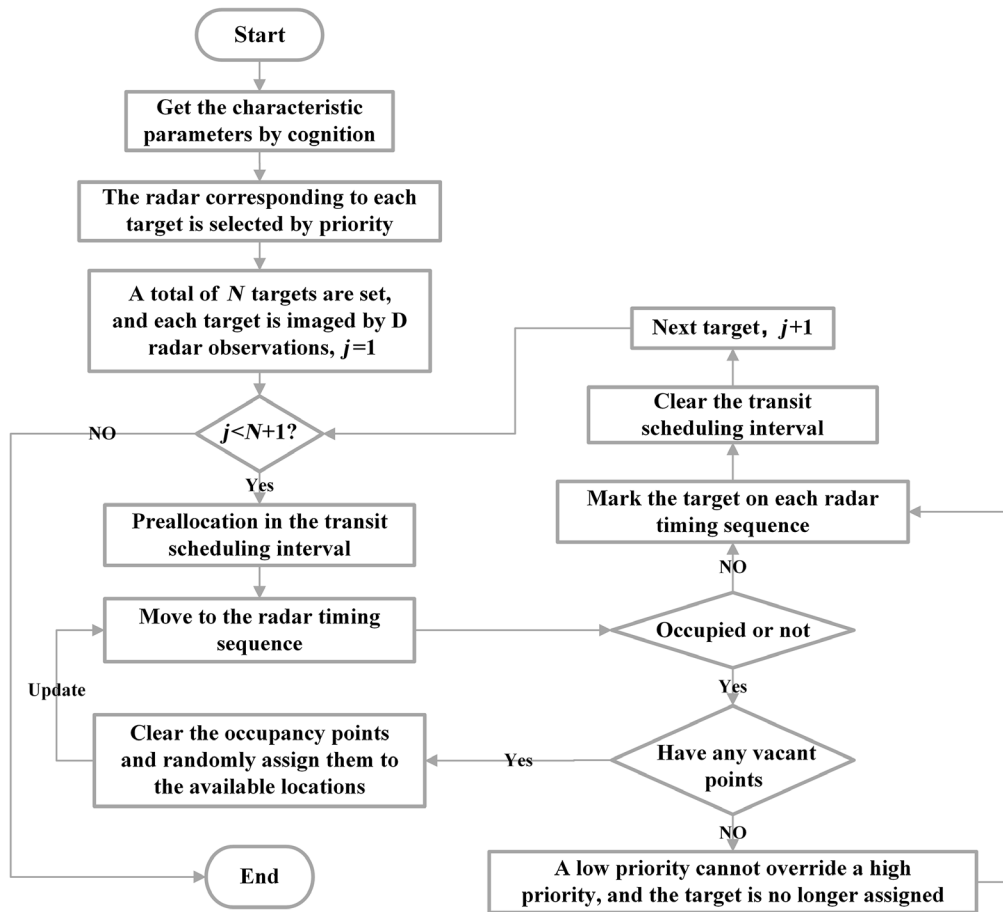 Start
Get the characteristic
parameters by cognition
The radar corresponding to each
target is selected by priority
A total of N targets are set,
and each target is imaged by D
radar observations, j=1
j<N+1?
NO
Yes
Preallocation in the transit
scheduling interval
Move to the radar timing
sequence
Update
Clear the occupancy points
and randomly assign them to
the available locations
End
Next target, j+1
Clear the transit
scheduling interval
Mark the target on each radar
timing sequence
NO
Occupied or not
Yes
Have any vacant
points
Yes
NO
A low priority cannot override a high
priority, and the target is no longer assigned